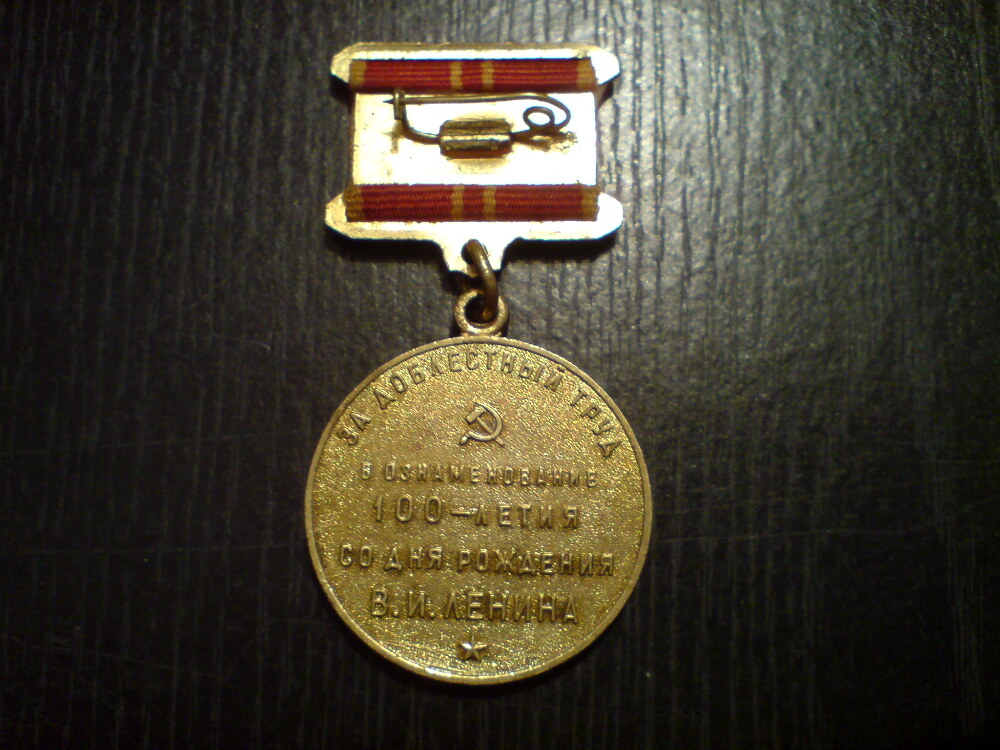 ЗА ДОБЛЕСТНЫЙ ТРУД
В ОЗНАМЕНОВАНИЕ
100-ЛЕТИЯ
СО ДНЯ РОЖДЕНИЯ
В.И. ЛЕНИНА